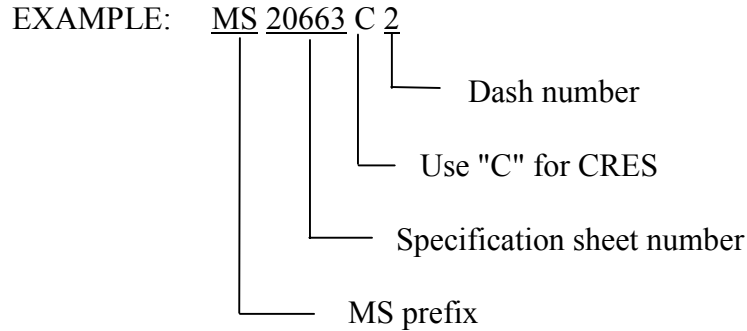 EXAMPLE: MS 20663 C 2
Dash number
Use "C" for CRES
Specification sheet number
MS prefix